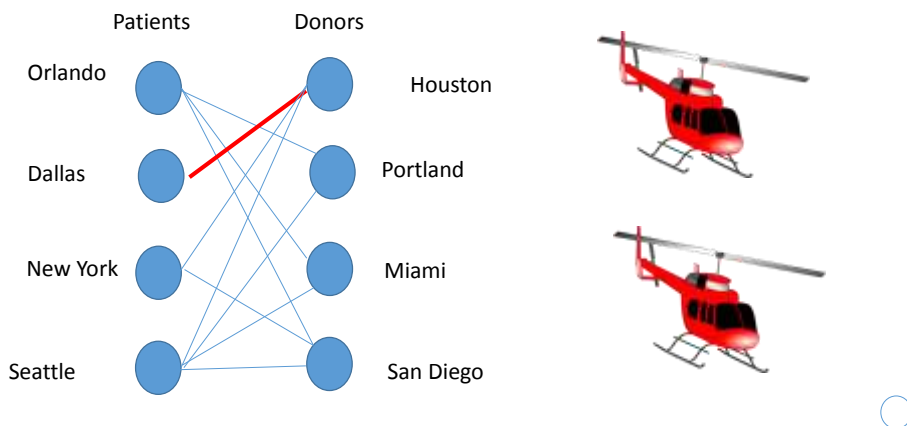 Patients Donors
Orlando Houston
Dallas Portland
New York Miami
Seattle San Diego